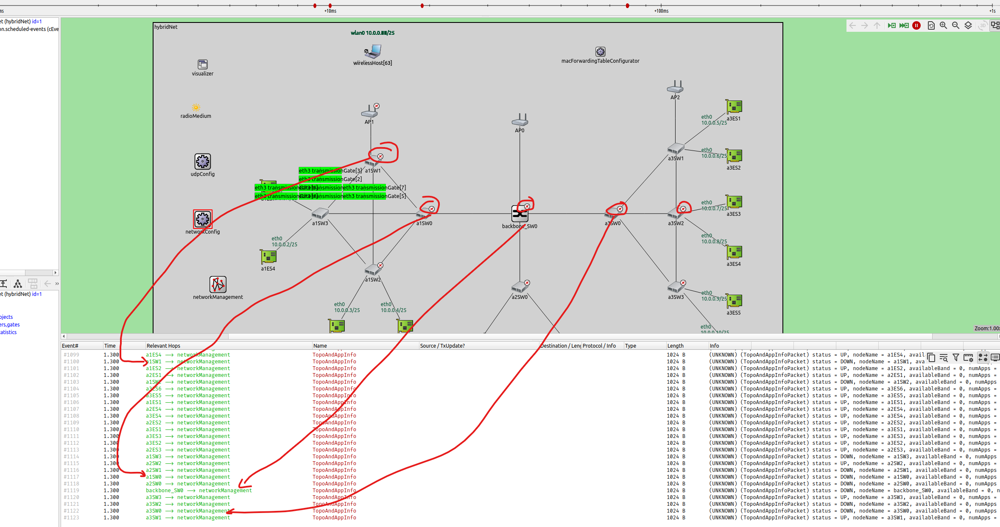 ms
+10ms
+100ms
+1s
et (hybridNet) id=1
on.scheduled-events (cEve
hybridNet
wlan0 10.0.0.  /25
wirelessHost[63]
macForwardingTableConfigurator
3D
visualizer
AP2
a3ES1
eth0
10.0.0.5/25
radioMedium
AP1
AP0
eth0
10.0.0.6/25
a3SW1
a3ES2
udpConfig
eth3 transmissionGate[3]
a1SW1
eth3 transmissionGate[2]
eth3 transmission
eth3 transmissionGate[7]
eth3 transmission
eth3 transmissionGate[5]
eth0
10.0.0.7/25
a3ES3
a1SW3
a1SW0
backbone_SW0
a3SW0
a3SW2
networkConfig
eth0
10.0.0.2/25
eth0
10.0.0.8/25
a1ES4
a3ES4
a1SW2
networkManagement
a2SW0
a3SW3
eth0
10.0.0.9/25
eth0
10.0.0.3/25
eth0
10.0.0.4/25
a3ES5
eth0
10.0.0.10/25
Zoom:1.00x
et (hybridNet) id=1
bjects
ers,gates
tatistics
Event# Time Relevant Hops Name Source / TxUpdate? Destination / Leng Protocol / Info Type Length Info
#1099 1.300 a1ES4 --> networkManagement TopoAndAppInfo 1024 B (UNKNOWN) (TopoAndAppInfoPacket) status = UP, nodeName = a1ES4, avail
#1100 1.300 a1SW1 --> networkManagement TopoAndAppInfo 1024 B (UNKNOWN) (TopoAndAppInfoPacket) status = DOWN, nodeName = a1SW1, ava
#1101 1.300 a1ES2 --> networkManagement TopoAndAppInfo 1024 B (UNKNOWN) (TopoAndAppInfoPacket) status = UP, nodeName = a1ES2, availableBand = 0, numApps =
#1102 1.300 a2ES1 --> networkManagement TopoAndAppInfo 1024 B (UNKNOWN) (TopoAndAppInfoPacket) status = UP, nodeName = a2ES1, availableBand = 0, numApps =
#1103 1.300 a1SW2 --> networkManagement TopoAndAppInfo 1024 B (UNKNOWN) (TopoAndAppInfoPacket) status = DOWN, nodeName = a1SW2, availableBand = 0, numApps
#1104 1.300 a3ES6 --> networkManagement TopoAndAppInfo 1024 B (UNKNOWN) (TopoAndAppInfoPacket) status = UP, nodeName = a3ES6, availableBand = 0, numApps =
#1105 1.300 a3ES5 --> networkManagement TopoAndAppInfo 1024 B (UNKNOWN) (TopoAndAppInfoPacket) status = UP, nodeName = a3ES5, availableBand = 0, numApps =
#1106 1.300 a1ES1 --> networkManagement TopoAndAppInfo 1024 B (UNKNOWN) (TopoAndAppInfoPacket) status = UP, nodeName = a1ES1, availableBand = 0, numApps =
#1107 1.300 a2ES4 --> networkManagement TopoAndAppInfo 1024 B (UNKNOWN) (TopoAndAppInfoPacket) status = UP, nodeName = a2ES4, availableBand = 0, numApps =
#1108 1.300 a3ES4 --> networkManagement TopoAndAppInfo 1024 B (UNKNOWN) (TopoAndAppInfoPacket) status = UP, nodeName = a3ES4, availableBand = 0, numApps =
#1109 1.300 a2ES2 --> networkManagement TopoAndAppInfo 1024 B (UNKNOWN) (TopoAndAppInfoPacket) status = UP, nodeName = a2ES2, availableBand = 0, numApps =
#1110 1.300 a3ES1 --> networkManagement TopoAndAppInfo 1024 B (UNKNOWN) (TopoAndAppInfoPacket) status = UP, nodeName = a3ES1, availableBand = 0, numApps =
#1111 1.300 a3ES3 --> networkManagement TopoAndAppInfo 1024 B (UNKNOWN) (TopoAndAppInfoPacket) status = UP, nodeName = a3ES3, availableBand = 0, numApps =
#1112 1.300 a3ES2 --> networkManagement TopoAndAppInfo 1024 B (UNKNOWN) (TopoAndAppInfoPacket) status = UP, nodeName = a3ES2, availableBand = 0, numApps =
#1113 1.300 a2ES3 --> networkManagement TopoAndAppInfo 1024 B (UNKNOWN) (TopoAndAppInfoPacket) status = UP, nodeName = a2ES3, availableBand = 0, numApps =
#1114 1.300 a1SW3 --> networkManagement TopoAndAppInfo 1024 B (UNKNOWN) (TopoAndAppInfoPacket) status = DOWN, nodeName = a1SW3, availableBand = 0, numApps
#1115 1.300 a2SW2 --> networkManagement TopoAndAppInfo 1024 B (UNKNOWN) (TopoAndAppInfoPacket) status = UP, nodeName = a2SW2, availableBand = 0, numApps =
#1116 1.300 a2SW1 --> networkManagement TopoAndAppInfo 1024 B (UNKNOWN) (TopoAndAppInfoPacket) status = DOWN, nodeName = a2SW1, availableBand = 0, numApps
#1117 1.300 a1SW0 --> networkManagement TopoAndAppInfo 1024 B (UNKNOWN) (TopoAndAppInfoPacket) status = DOWN, nodeName = a1SW0, availableBand = 0, numApps
#1118 1.300 a2SW0 --> networkManagement TopoAndAppInfo 1024 B (UNKNOWN) (TopoAndAppInfoPacket) status = DOWN, nodeName = a2SW0, availableBand = 0, numApps
#1119 1.300 backbone_SW0 --> networkManagement TopoAndAppInfo 1024 B (UNKNOWN) (TopoAndAppInfoPacket) status = DOWN, nodeName = backbone_SW0, availableBand = 0, n
#1120 1.300 a3SW3 --> networkManagement TopoAndAppInfo 1024 B (UNKNOWN) (TopoAndAppInfoPacket) status = UP, nodeName = a3SW3, availableBand = 0, numApps =
#1121 1.300 a3SW2 --> networkManagement TopoAndAppInfo 1024 B (UNKNOWN) (TopoAndAppInfoPacket) status = DOWN, nodeName = a3SW2, availableBand = 0, numApps
#1122 1.300 a3SW0 --> networkManagement TopoAndAppInfo 1024 B (UNKNOWN) (TopoAndAppInfoPacket) status = DOWN, nodeName = a3SW0, availableBand = 0, numApps
#1123 1.300 a3SW1 --> networkManagement TopoAndAppInfo 1024 B (UNKNOWN) (TopoAndAppInfoPacket) status = UP, nodeName = a3SW1, availableBand = 0, numApps =